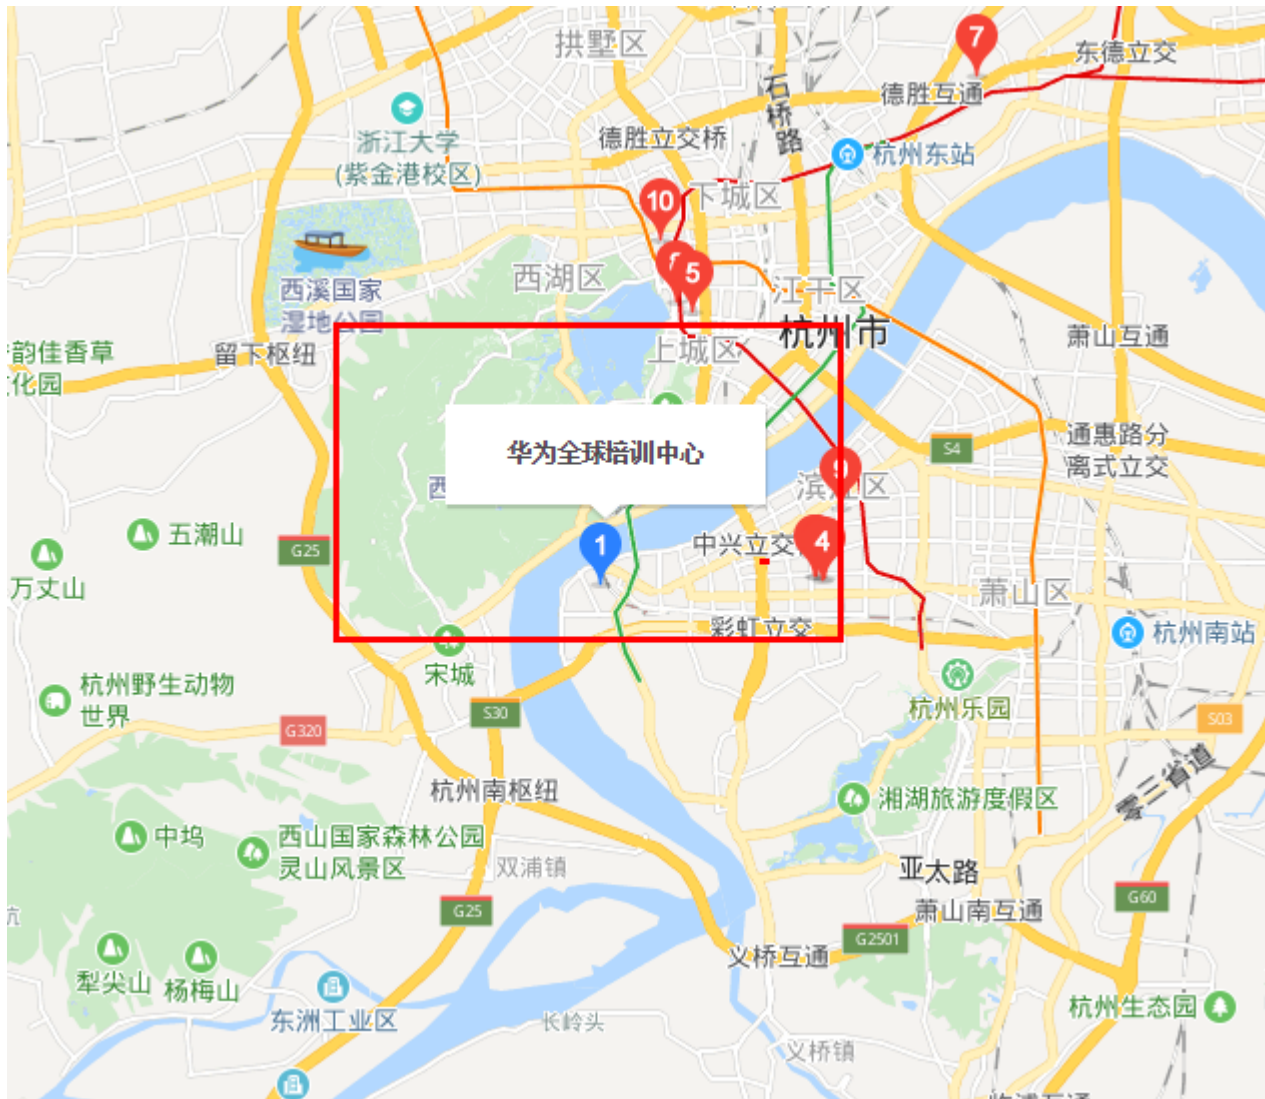 拱墅区
7
东德立交
石桥路
德胜互通
浙江大学
(紫金港校区)
德胜立交桥
杭州东站
下城区
10
西湖区
5
江干区
西溪国家
湿地公园
杭州市
韵佳香草
化园
留下枢纽
上城区
萧山互通
通惠路分
离式立交
S4
华为全球培训中心
西
9
滨江区
五潮山
G25
1
中兴立交
4
万丈山
萧山区
彩虹立交
杭州南站
宋城
杭州野生动物
世界
S30
G320
杭州乐园
S03
杭州南枢纽
湘湖旅游度假区
省道
中坞
西山国家森林公园
灵山风景区
双浦镇
亚太路
G25
萧山南互通
G60
G2501
犁尖山
杨梅山
义桥互通
东洲工业区
长岭头
杭州生态园
义桥镇